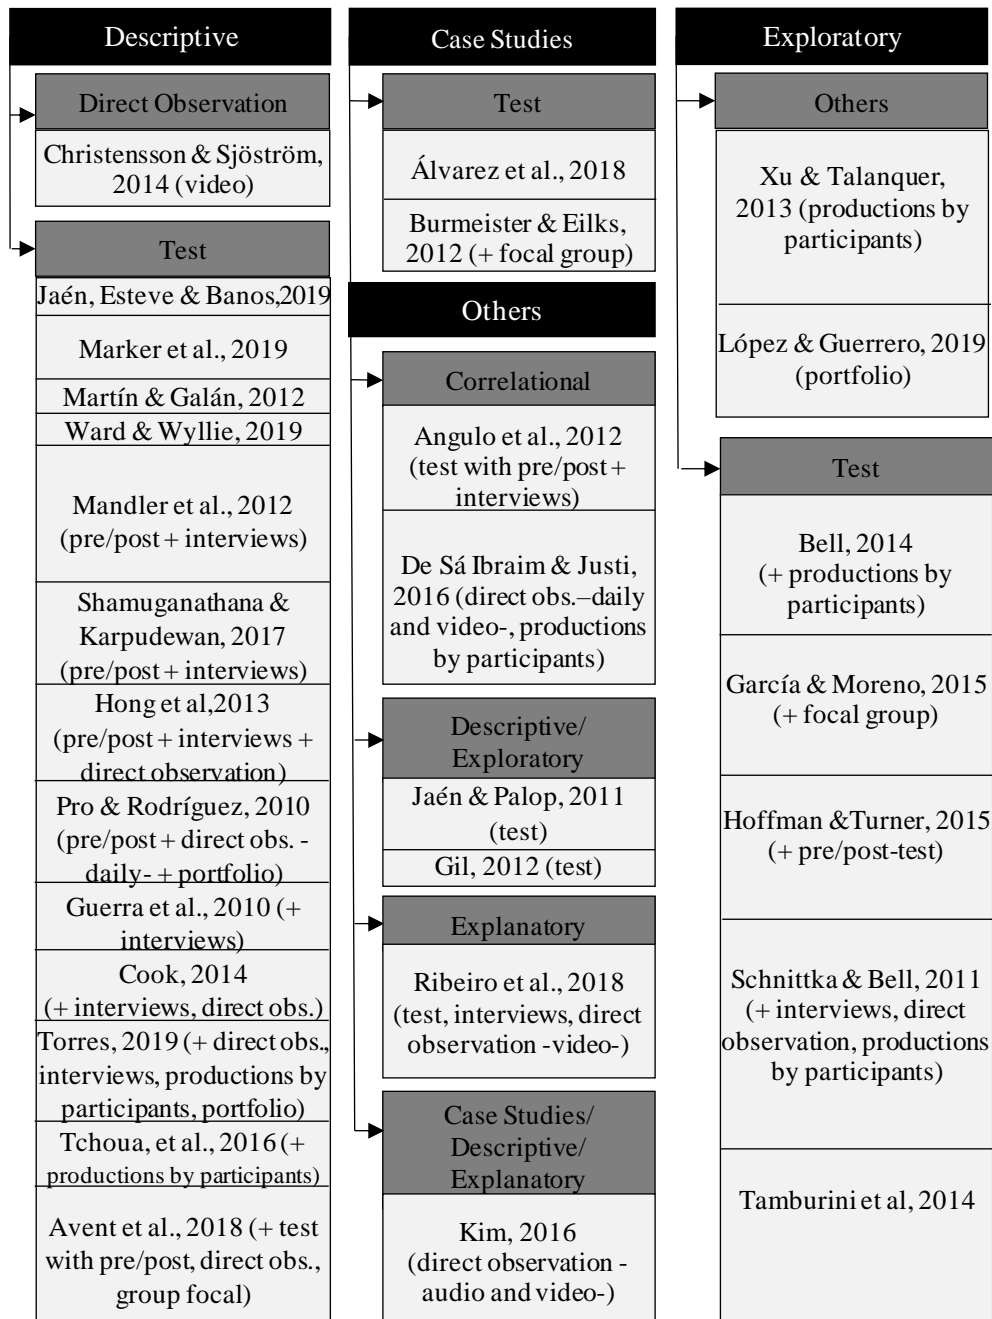 Descriptive
Direct Observation
Christensson & Sjöström,
2014 (video)
Test
Jaén, Esteve & Banos,2019
Marker et al., 2019
Martín & Galán, 2012
Ward & Wyllie, 2019
Mandler et al., 2012
(pre/post + interviews)
Shamuganathana &
Karpudewan, 2017
(pre/post + interviews)
Hong et al,2013
(pre/post + interviews +
direct observation)
Pro & Rodríguez, 2010
(pre/post + direct obs. -
daily- + portfolio)
Guerra et al., 2010 (+
interviews)
Cook, 2014
(+ interviews, direct obs.)
Torres, 2019 (+ direct obs.,
interviews, productions by
participants, portfolio)
Tchoua, et al., 2016 (+
productions by participants)
Avent et al., 2018 (+ test
with pre/post, direct obs.,
group focal)
Case Studies
Test
Álvarez et al., 2018
Burmeister & Eilks,
2012 (+ focal group)
Others
Correlational
Angulo et al., 2012
(test with pre/post +
interviews)
De Sá Ibraim & Justi,
2016 (direct obs.–daily
and video-, productions
by participants)
Descriptive/
Exploratory
Jaén & Palop, 2011
(test)
Gil, 2012 (test)
Explanatory
Ribeiro et al., 2018
(test, interviews, direct
observation -video-)
Case Studies/
Descriptive/
Explanatory
Kim, 2016
(direct observation -
audio and video-)
Exploratory
Others
Xu & Talanquer,
2013 (productions by
participants)
López & Guerrero, 2019
(portfolio)
Test
Bell, 2014
(+ productions by
participants)
García & Moreno, 2015
(+ focal group)
Hoffman &Turner, 2015
(+ pre/post-test)
Schnittka & Bell, 2011
(+ interviews, direct
observation, productions
by participants)
Tamburini et al, 2014